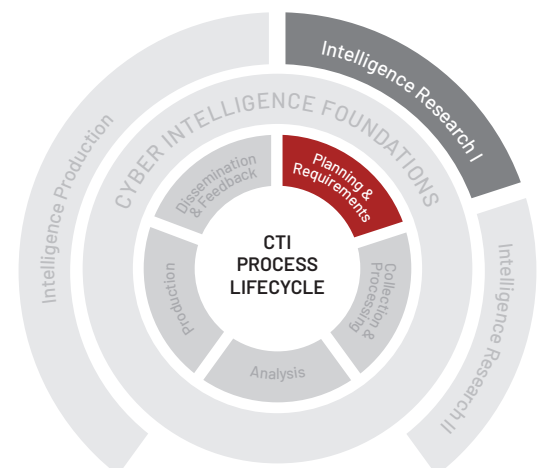 Intelligence Research I
Intelligence Production
CYBER INTELLIGENCE FOUNDATIONS
Dissemination
& Feedback
Planning &
Requirements
CTI
PROCESS
LIFECYCLE
Collection &
Processing
Production
Analysis
Intelligence Research II